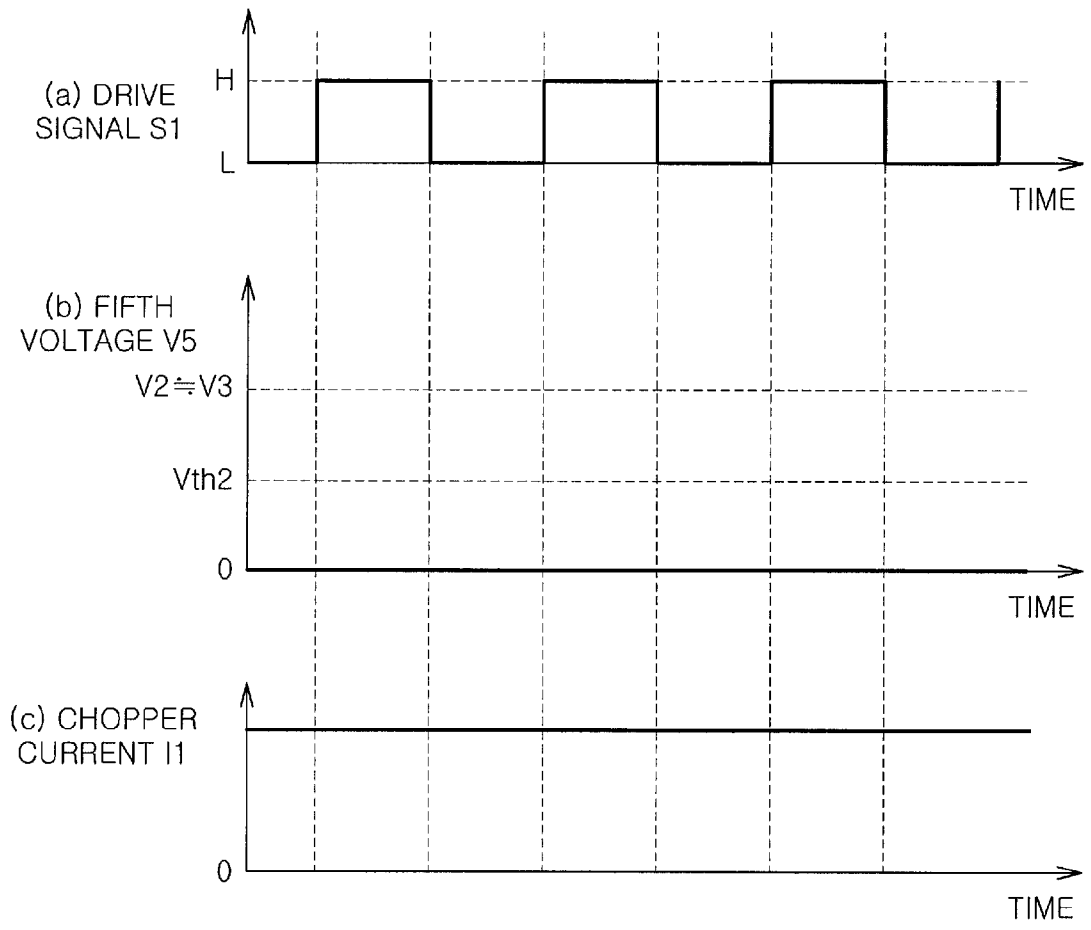 H
(a) DRIVE
SIGNAL S1
L
TIME
(b) FIFTH
VOLTAGE V5
V2≒V3
Vth2
0
TIME
(c) CHOPPER
CURRENT I1
0
TIME